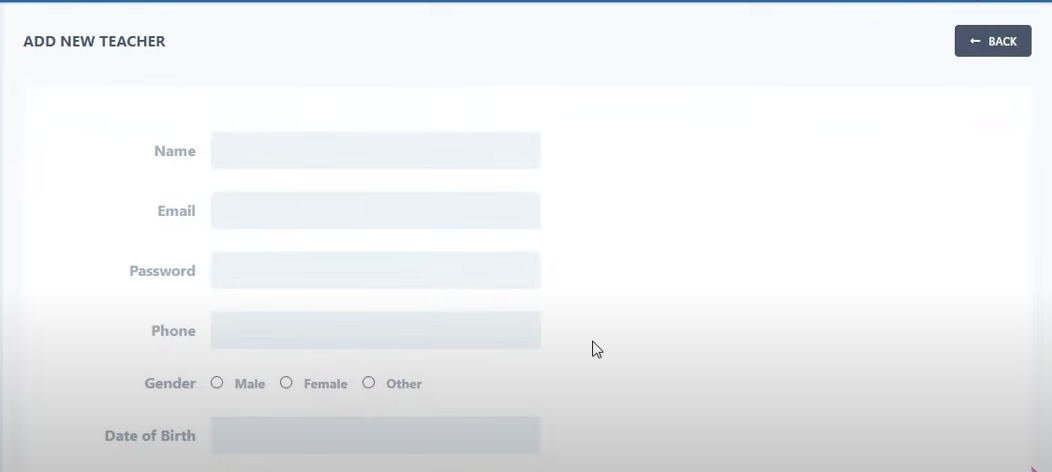 ADD NEW TEACHER
← BACK
Name
Email
Password
Phone
Gender Male Female Other
Date of Birth